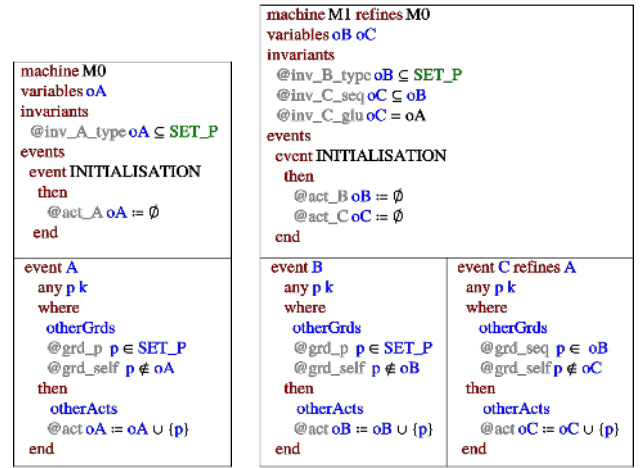 machine M0
variables oA
invariants
@inv_A_type oA ⊆ SET_P
events
event INITIALISATION
then
@act_A oA ≔ ∅
end
event A
any p k
where
otherGrds
@grd_p p ∈ SET_P
@grd_self p ∉ oA
then
otherActs
@act oA ≔ oA ∪ {p}
end
machine M1 refines M0
variables oB oC
invariants
@inv_B_type oB ⊆ SET_P
@inv_C_seq oC ⊆ oB
@inv_C_glu oC = oA
events
event INITIALISATION
then
@act_B oB ≔ ∅
@act_C oC ≔ ∅
end
event B
any p k
where
otherGrds
@grd_p p ∈ SET_P
@grd_self p ∉ oB
then
otherActs
@act oB ≔ oB ∪ {p}
end
event C refines A
any p k
where
otherGrds
@grd_seq p ∈ oB
@grd_self p ∉ oC
then
otherActs
@act oC ≔ oC ∪ {p}
end